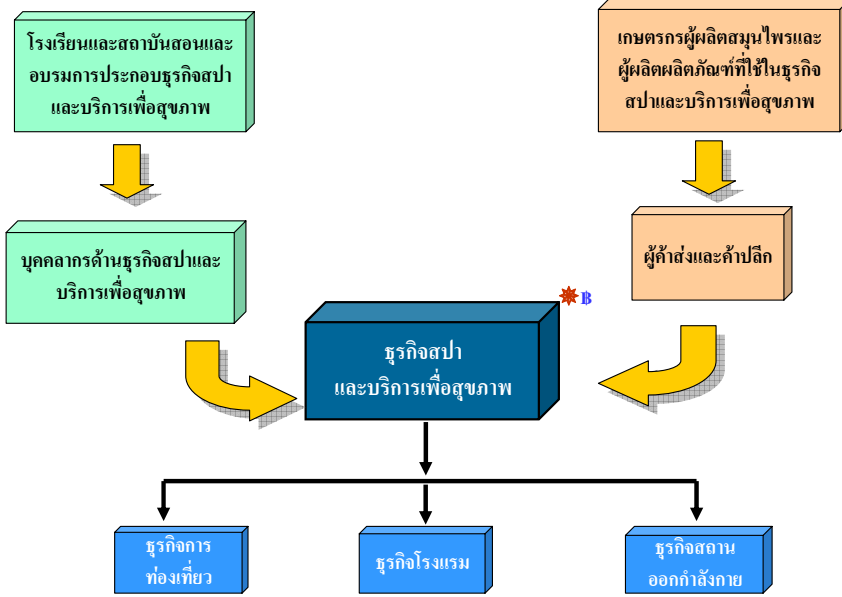 โรงเรียนและสถาบันสอนและ
อบรมการประกอบธุรกิจสปา
และบริการเพื่อสุขภาพ
เกษตรกรผู้ผลิตสมุนไพรและ
ผู้ผลิตผลิตภัณฑ์ที่ใช้ในธุรกิจ
สปาและบริการเพื่อสุขภาพ
บุคคลากรด้านธุรกิจสปาและ
บริการเพื่อสุขภาพ
ผู้ค้าส่งและค้าปลีก
฿
ธุรกิจสปา
และบริการเพื่อสุขภาพ
ธุรกิจการ
ท่องเที่ยว
ธุรกิจโรงแรม
ธุรกิจสถาน
ออกกำลังกาย